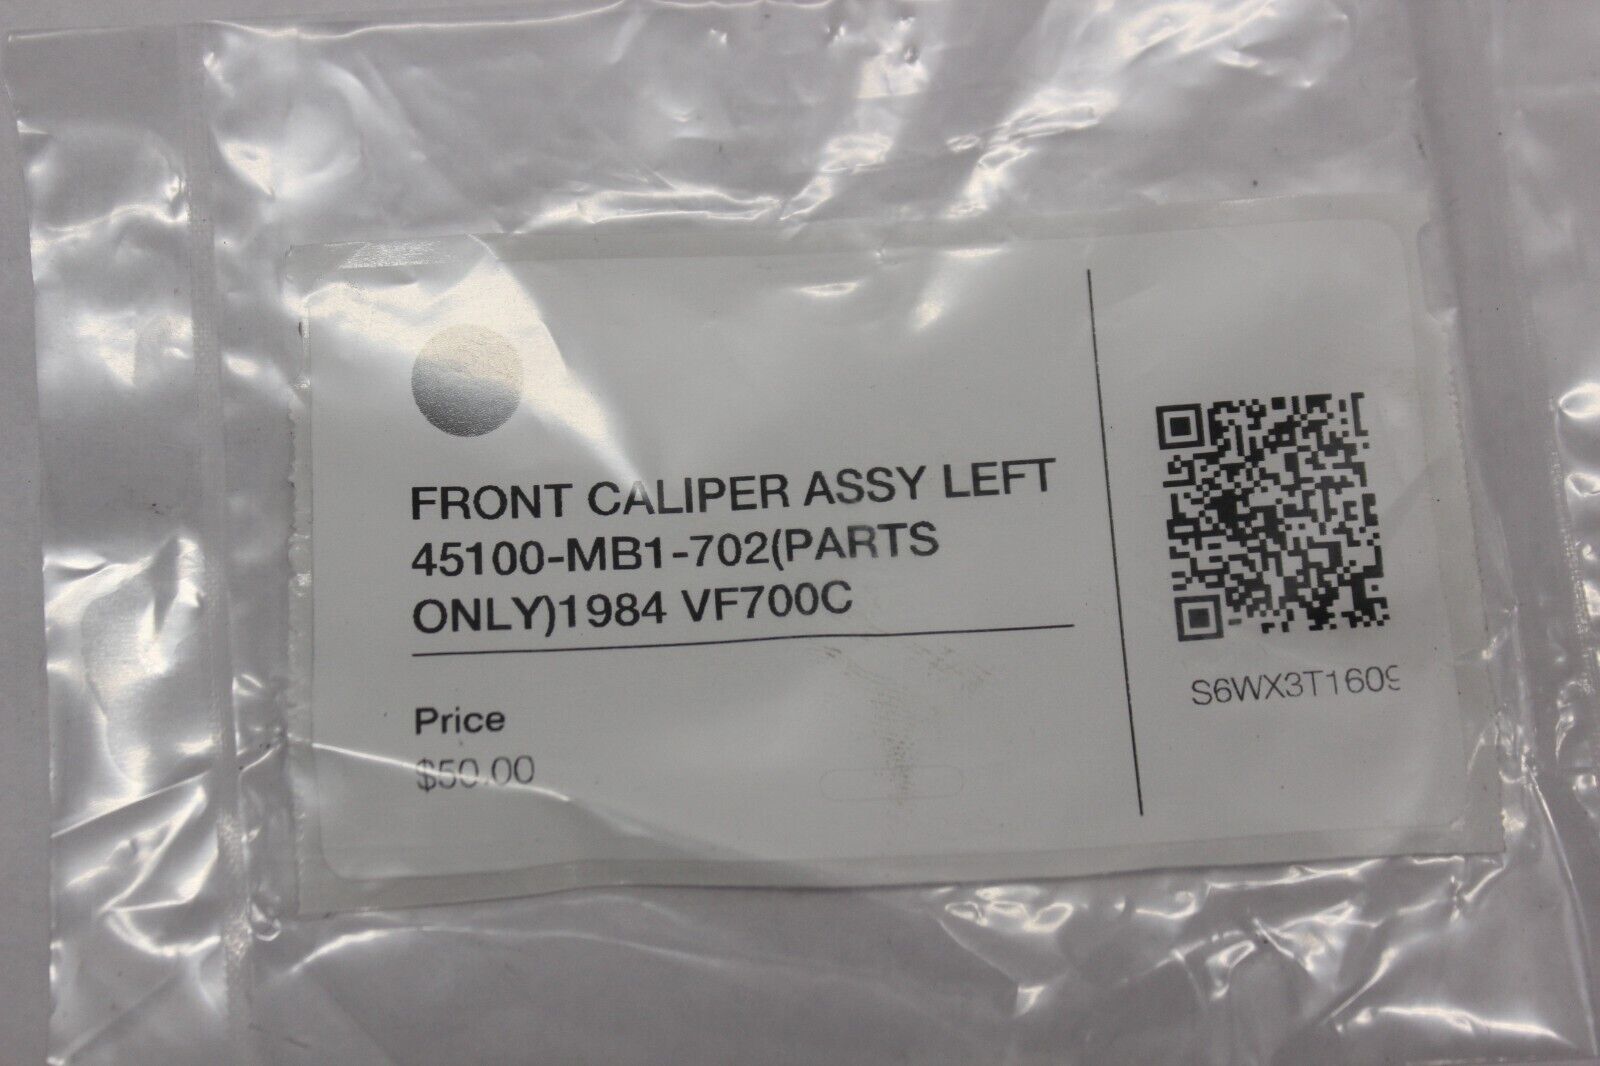 FRONT CALIPER ASSY LEFT
45100-MB1-702(PARTS
ONLY)1984 VF700C
Price
$50.00
S6WX3T1609